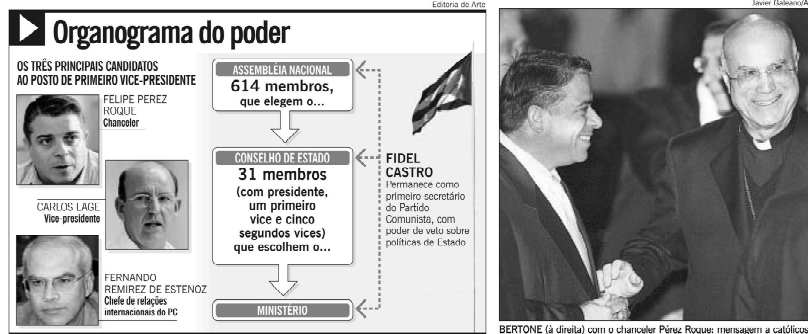 Editoria de Arte
Organograma do poder
OS TRÊS PRINCIPAIS CANDIDATOS
AO POSTO DE PRIMEIRO VICE-PRESIDENTE
FELIPE PEREZ
ROQUE
Chanceler
CARLOS LAGE
Vice-presidente
FERNANDO
REMIREZ DE ESTENOZ
Chefe de relações
internacionais do PC
ASSEMBLÉIA NACIONAL
614 membros,
que elegem o...
CONSELHO DE ESTADO
31 membros
(com presidente,
um primeiro
vice e cinco
segundos vices)
que escolhem o...
MINISTÉRIO
FIDEL
CASTRO
Permanece como
primeiro secretário
do Partido
Comunista, com
poder de veto sobre
políticas de Estado
Javier Galeano/A
BERTONE (à direita) com o chanceler Pérez Roque: mensagem a católicos